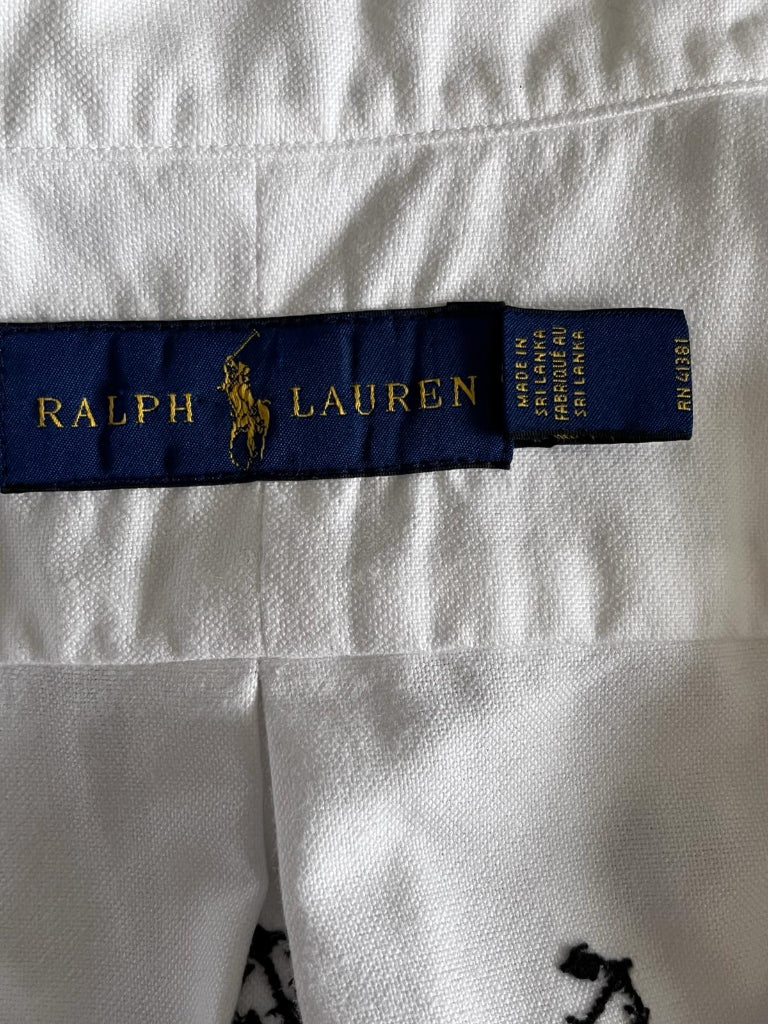 RALPH LAUREN
MADE IN
SRI LANKA
FABRIQUÉ AU
SRI LANKA
RN 41381